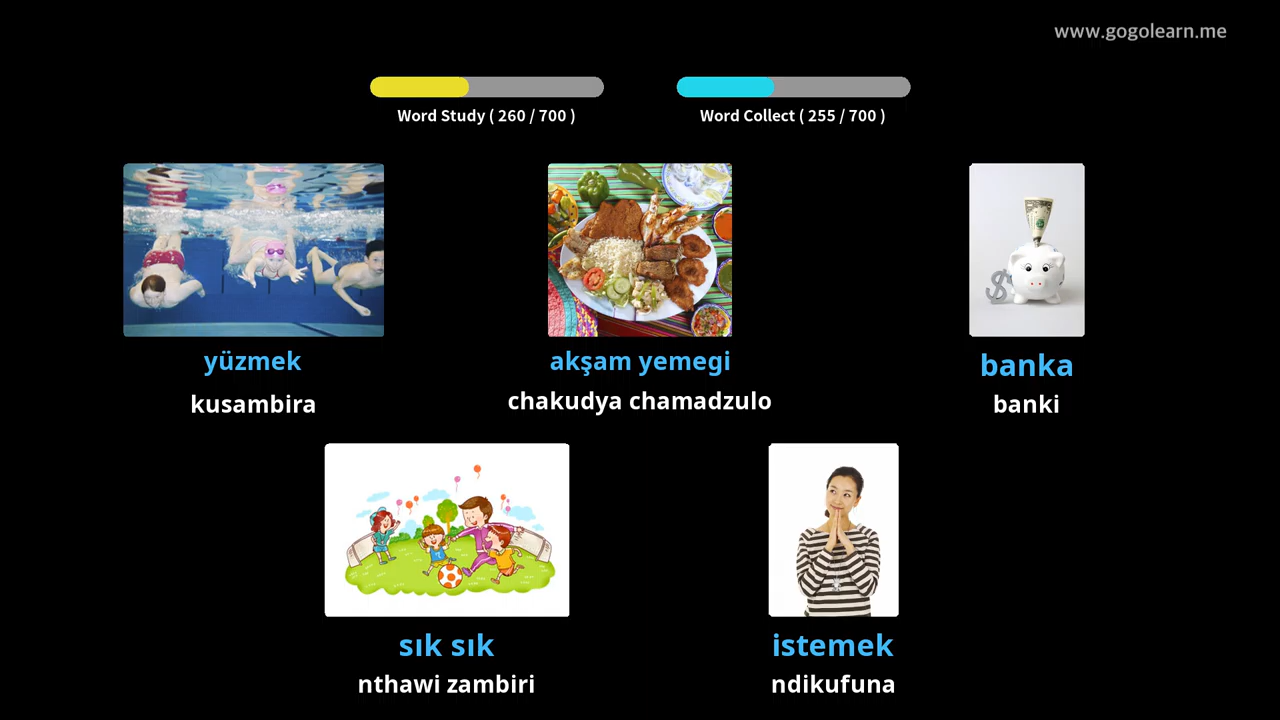 www.gogolearn.me
Word Study ( 260 / 700 )
Word Collect ( 255 / 700 )
yüzmek
kusambira
akşam yemegi
chakudya chamadzulo
banka
banki
sık sık
nthawi zambiri
istemek
ndikufuna